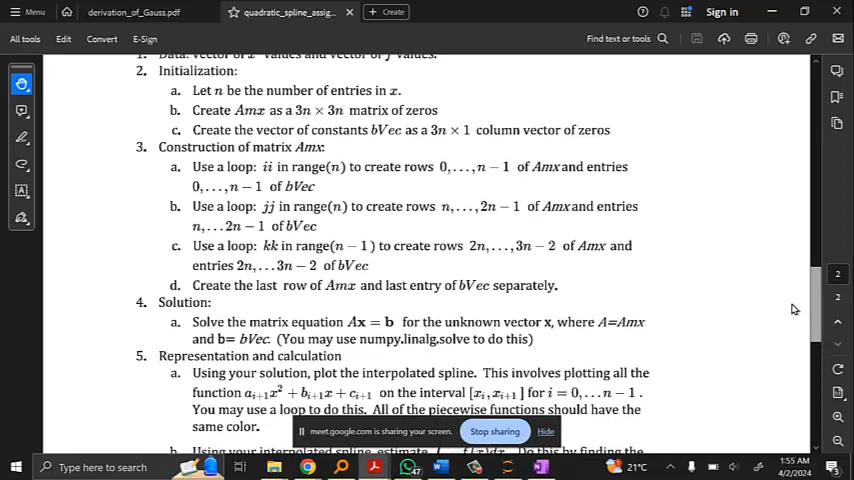 Menu
derivation_of_Gauss.pdf
quadratic_spline_assig...
Create
Sign in
All tools
Edit
Convert
E-Sign
Find text or tools
2. Initialization:
a. Let n be the number of entries in x.
b. Create Amx as a 3n × 3n matrix of zeros
c. Create the vector of constants bVec as a 3n × 1 column vector of zeros
3. Construction of matrix Amx:
a. Use a loop: ii in range(n) to create rows 0,...,n − 1 of Amx and entries
0,...,n − 1 of bVec
b. Use a loop: jj in range(n) to create rows n,...,2n − 1 of Amx and entries
n,...2n − 1 of bVec
c. Use a loop: kk in range(n − 1) to create rows 2n,...,3n − 2 of Amx and
entries 2n,...3n − 2 of bVec
d. Create the last row of Amx and last entry of bVec separately.
4. Solution:
a. Solve the matrix equation Ax = b for the unknown vector x, where A=Amx
and b= bVec. (You may use numpy.linalg.solve to do this)
5. Representation and calculation
a. Using your solution, plot the interpolated spline. This involves plotting all the
function aᵢ₊₁x² + bᵢ₊₁x + cᵢ₊₁ on the interval [xᵢ, xᵢ₊₁] for i = 0,...n − 1.
You may use a loop to do this. All of the piecewise functions should have the
same color.
2
2
meet.google.com is sharing your screen.
Stop sharing
Hide
Type here to search
47
21°C
1:55 AM
4/2/2024